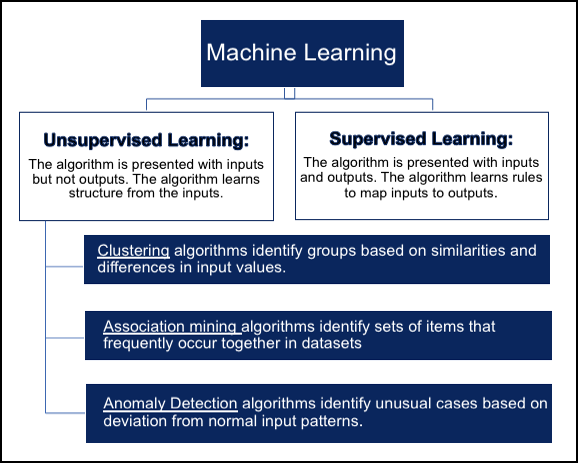 Machine Learning
Unsupervised Learning:
The algorithm is presented with inputs
but not outputs. The algorithm learns
structure from the inputs.
Supervised Learning:
The algorithm is presented with inputs
and outputs. The algorithm learns rules
to map inputs to outputs.
Clustering algorithms identify groups based on similarities and
differences in input values.
Association mining algorithms identify sets of items that
frequently occur together in datasets
Anomaly Detection algorithms identify unusual cases based on
deviation from normal input patterns.